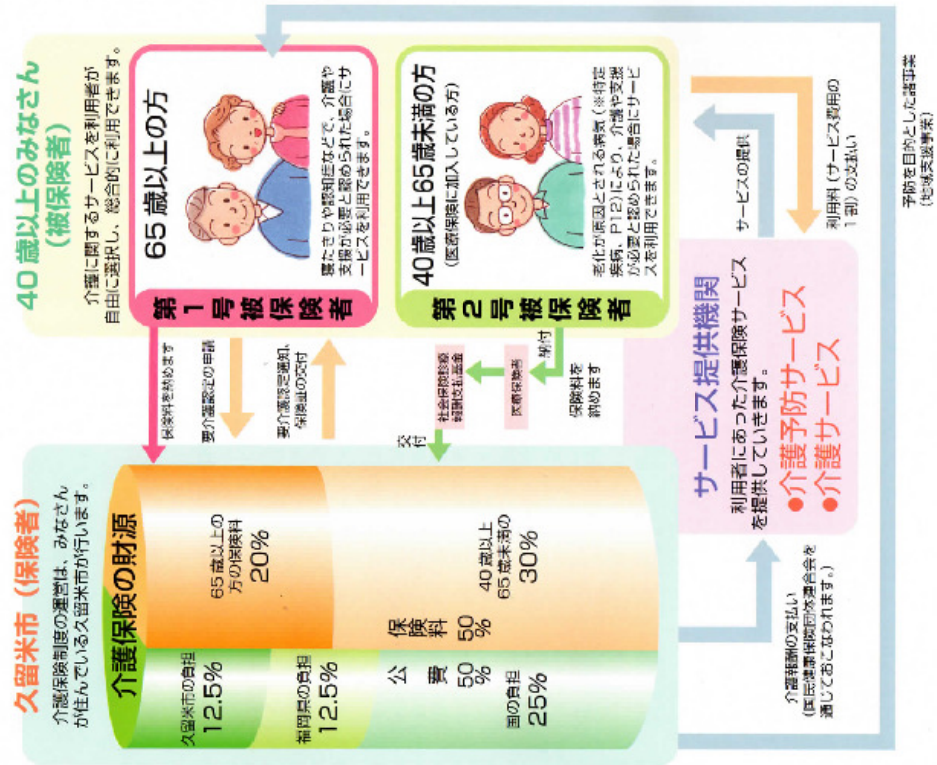 久留米市（保険者）
介護保険制度の運営は、みなさん
が住んでいる久留米市が行います。
介護保険の財源
久留米市の負担
12.5%
福岡県の負担
12.5%
公費 50%
国の負担
25%
65歳以上の
方の保険料
20%
保険料 50%
40歳以上
65歳未満の
30%
保険料を納めます
要介護認定の申請
要介護認定通知、
保険証の交付
交付
社会保険診療
報酬支払基金
医療保険者
納付
保険料を
納めます
40歳以上のみなさん
（被保険者）
介護に関するサービスを利用者が
自由に選択し、総合的に利用できます。
第1号被保険者
65歳以上の方
寝たきりや認知症などで、介護や
支援が必要と認められた場合にサ
ービスを利用できます。
第2号被保険者
40歳以上65歳未満の方
（医療保険に加入している方）
老化が原因とされる病気（※特定
疾病、P12）により、介護や支援
が必要と認められた場合にサービ
スを利用できます。
サービス提供機関
利用者にあった介護保険サービス
を提供していきます。
●介護予防サービス
●介護サービス
サービスの提供
利用料（サービス費用の
1割）の支払い
介護報酬の支払い
（国民健康保険団体連合会を
通じておこなわれます。）
予防を目的とした諸事業
（地域支援事業）